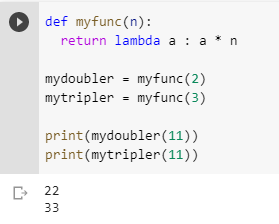 def myfunc(n):
  return lambda a : a * n

mydoubler = myfunc(2)
mytripler = myfunc(3)

print(mydoubler(11))
print(mytripler(11))
22
33